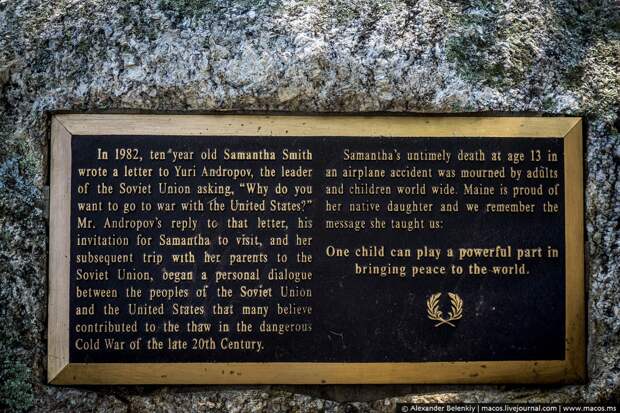 In 1982, ten year old Samantha Smith
wrote a letter to Yuri Andropov, the leader
of the Soviet Union asking, “Why do you
want to go to war with the United States?”
Mr. Andropov's reply to that letter, his
invitation for Samantha to visit, and her
subsequent trip with her parents to the
Soviet Union, began a personal dialogue
between the peoples of the Soviet Union
and the United States that many believe
contributed to the thaw in the dangerous
Cold War of the late 20th Century.
Samantha's untimely death at age 13 in
an airplane accident was mourned by adults
and children world wide. Maine is proud of
her native daughter and we remember the
message she taught us:
One child can play a powerful part in
bringing peace to the world.
© Alexander Belenkiy | macos.livejournal.com | www.macos.ms